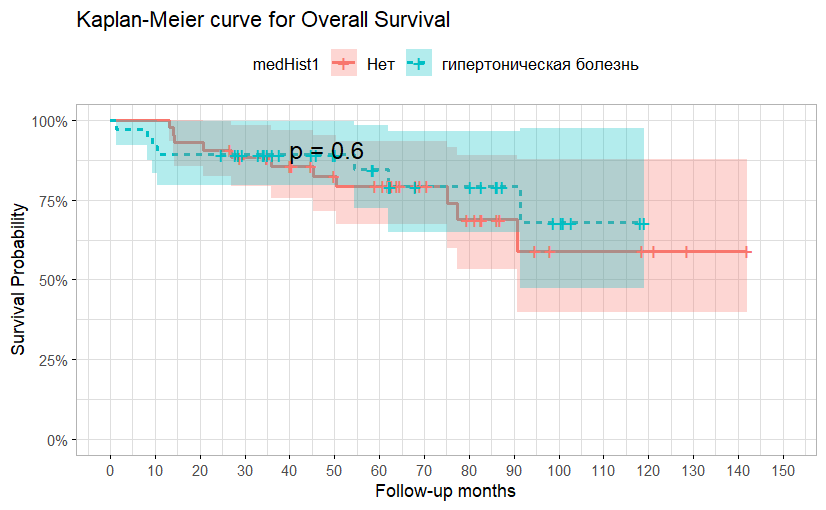 Kaplan-Meier curve for Overall Survival
medHist1 Нет гипертоническая болезнь
100%
p = 0.6
75%
50%
25%
0%
Survival Probability
0 10 20 30 40 50 60 70 80 90 100 110 120 130 140 150
Follow-up months